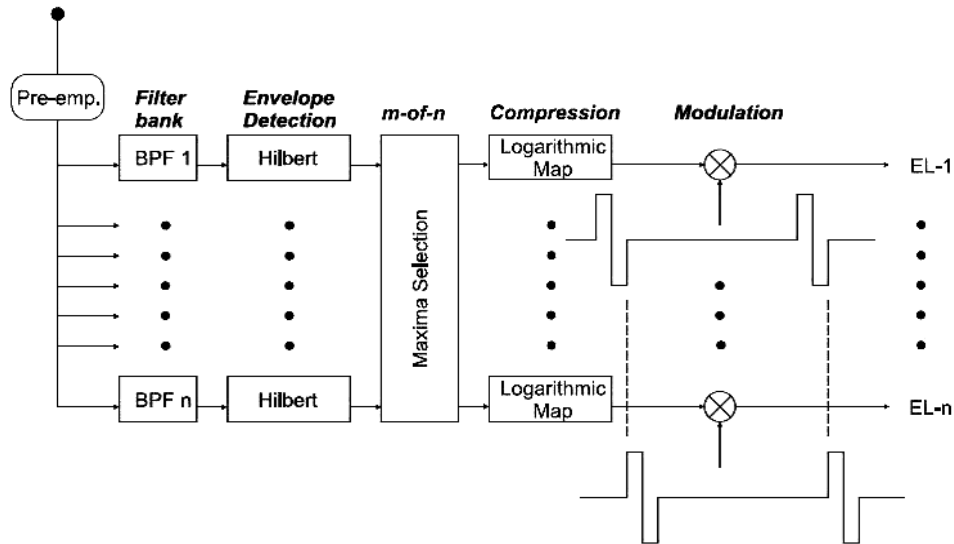 Pre-emp.
Filter
bank
Envelope
Detection
m-of-n
Compression
Modulation
BPF 1
Hilbert
Maxima Selection
Logarithmic
Map
EL-1
BPF n
Hilbert
Logarithmic
Map
EL-n